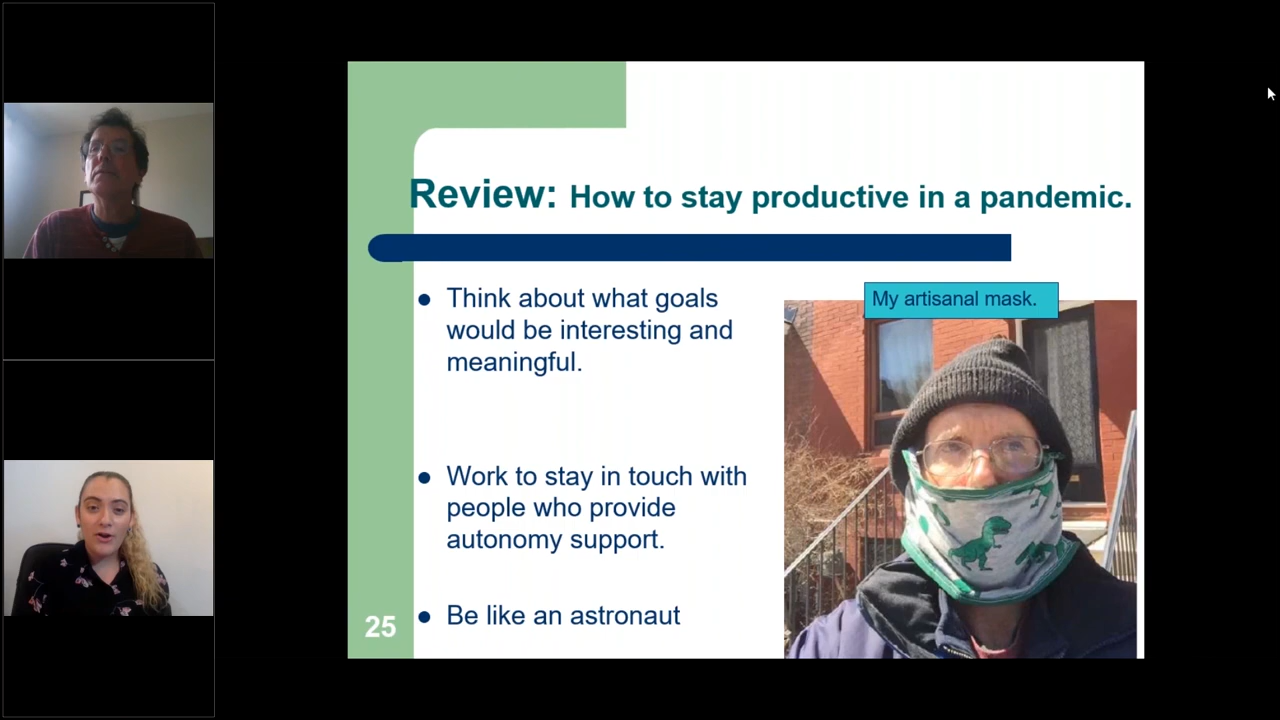 Review: How to stay productive in a pandemic.
My artisanal mask.
Think about what goals
would be interesting and
meaningful.
Work to stay in touch with
people who provide
autonomy support.
Be like an astronaut
25